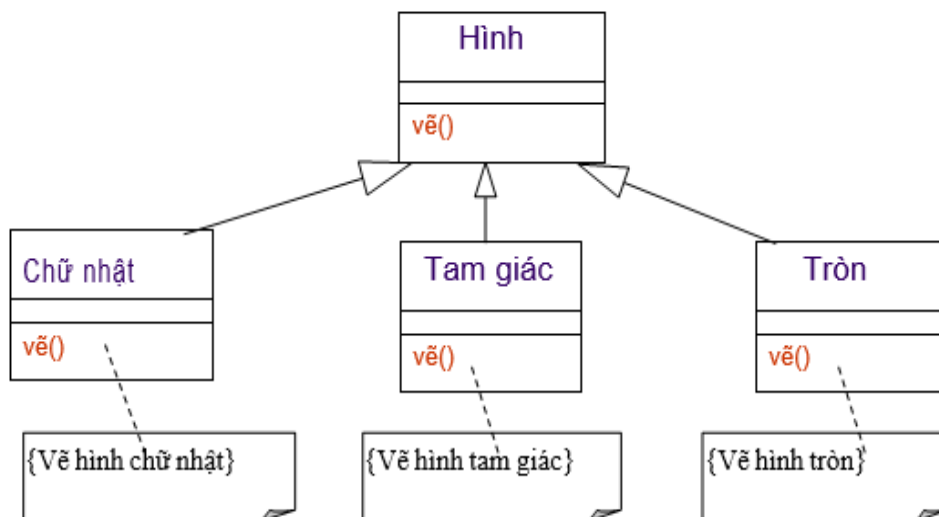 Hình
vẽ()
Chữ nhật
vẽ()
Tam giác
vẽ()
Tròn
vẽ()
{Vẽ hình chữ nhật}
{Vẽ hình tam giác}
{Vẽ hình tròn}